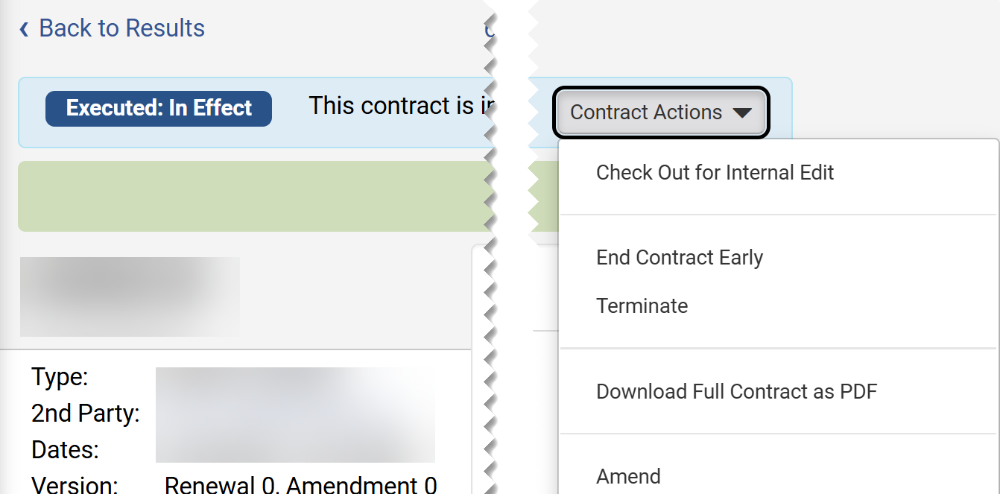 Back to Results
Executed: In Effect
This contract is
Contract Actions
Check Out for Internal Edit
End Contract Early
Terminate
Download Full Contract as PDF
Amend
Type:
2nd Party:
Dates:
Version: Renewal 0, Amendment 0